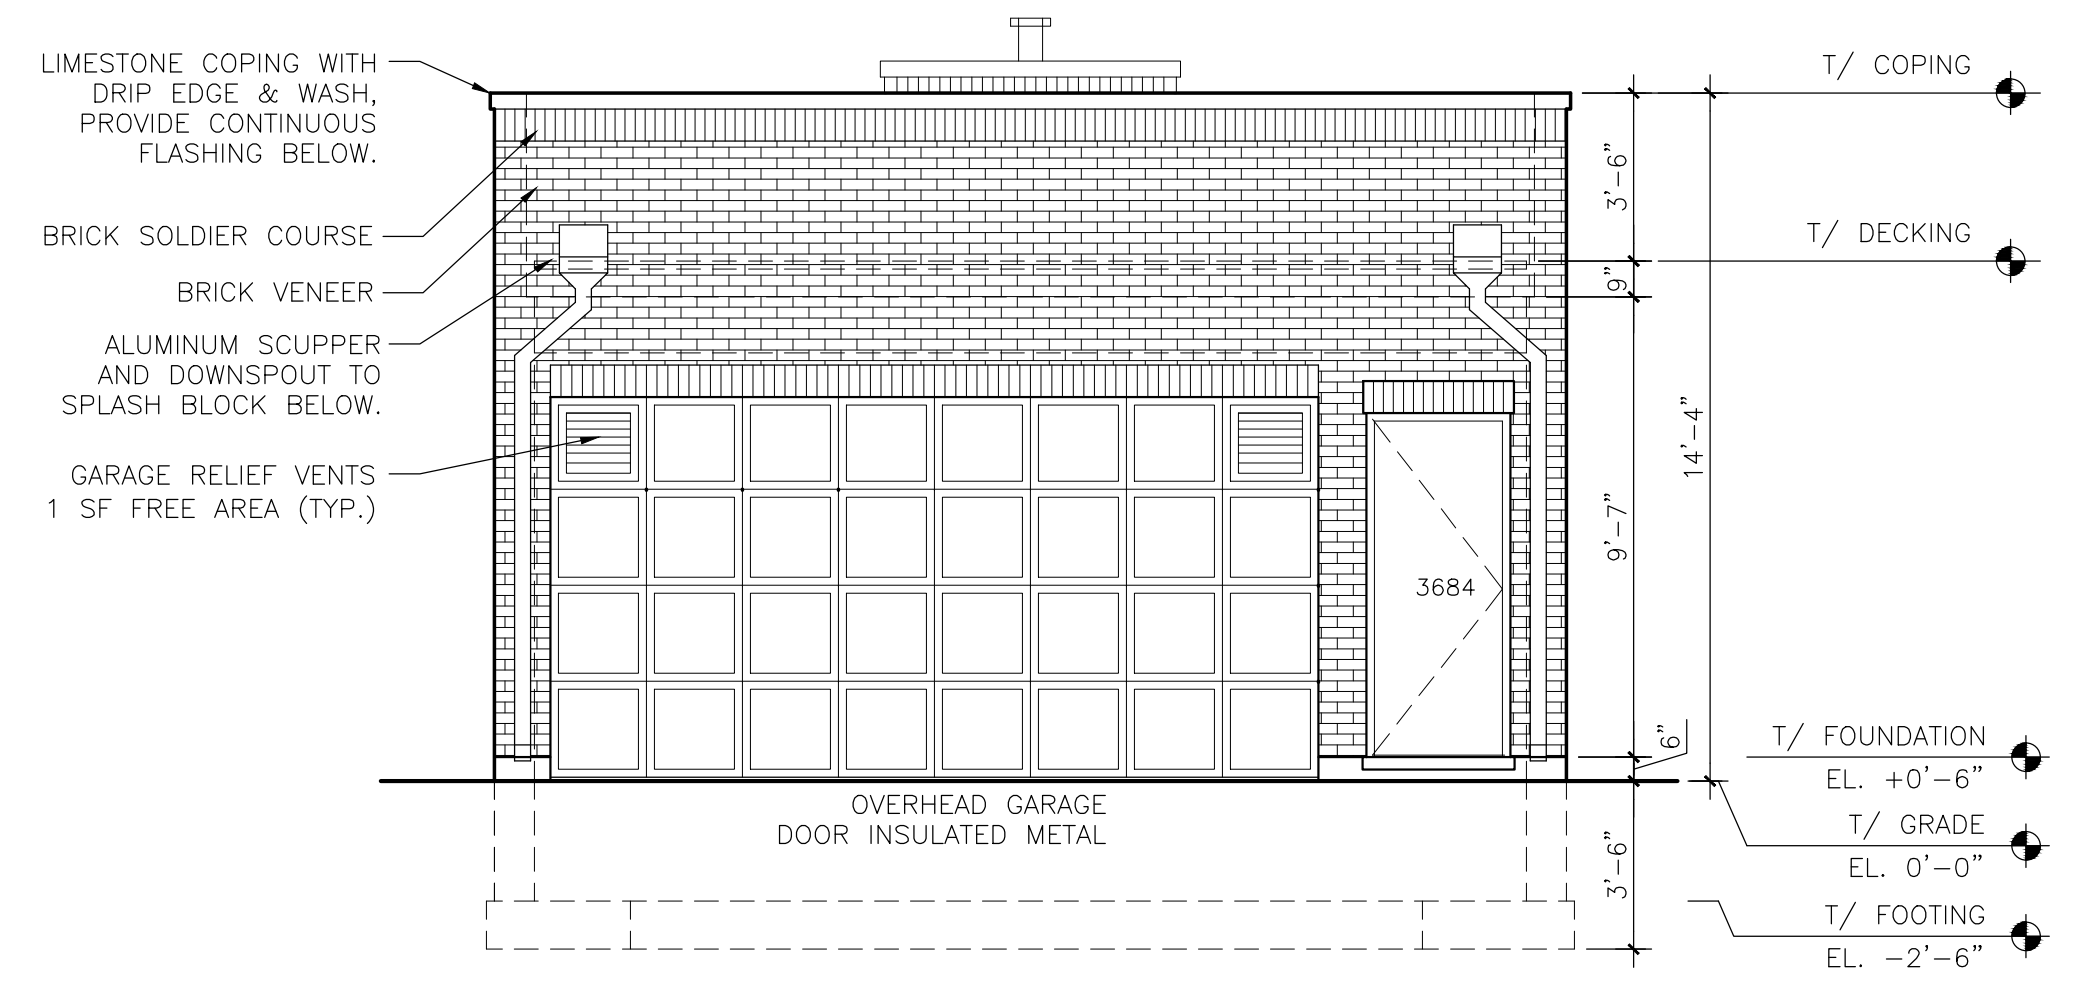 LIMESTONE COPING WITH
DRIP EDGE & WASH,
PROVIDE CONTINUOUS
FLASHING BELOW.
BRICK SOLDIER COURSE
BRICK VENEER
ALUMINUM SCUPPER
AND DOWNSPOUT TO
SPLASH BLOCK BELOW.
GARAGE RELIEF VENTS
1 SF FREE AREA (TYP.)
3684
OVERHEAD GARAGE
DOOR INSULATED METAL
3'-6"
9"
9'-7"
6"
3'-6"
14'-4"
T/ COPING
T/ DECKING
T/ FOUNDATION
EL. +0'-6"
T/ GRADE
EL. 0'-0"
T/ FOOTING
EL. -2'-6"